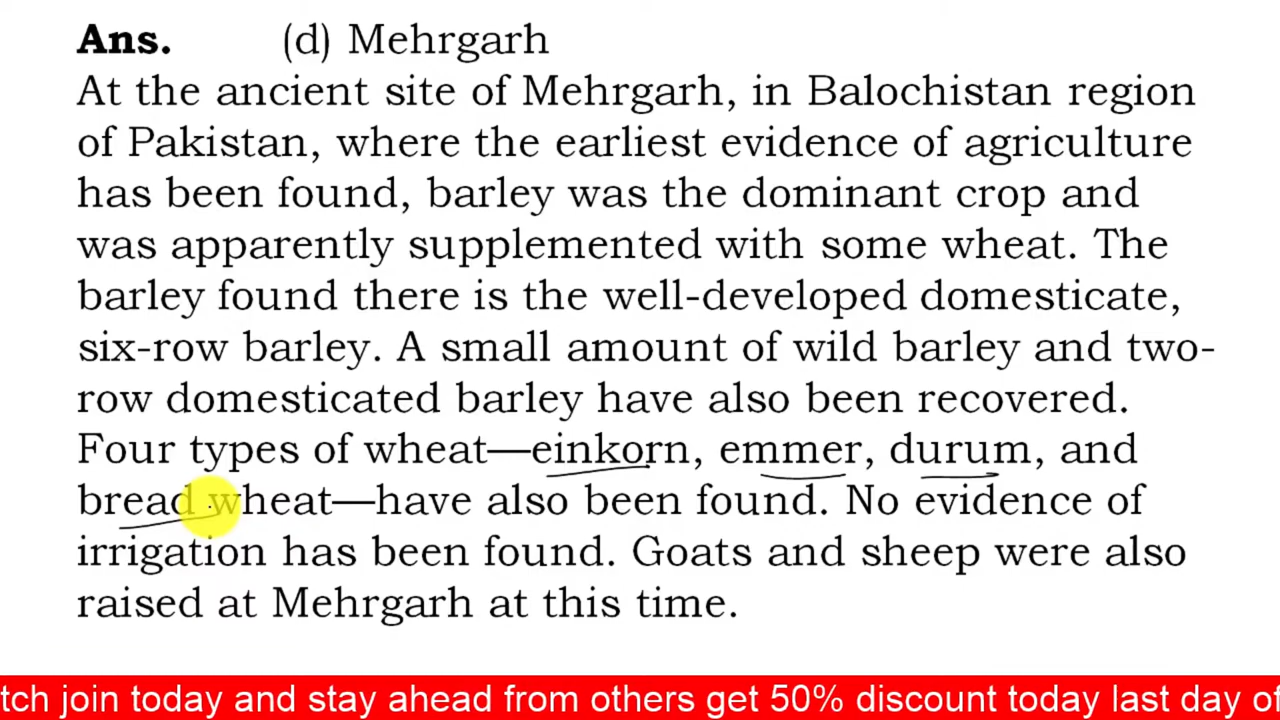 Ans. (d) Mehrgarh
At the ancient site of Mehrgarh, in Balochistan region
of Pakistan, where the earliest evidence of agriculture
has been found, barley was the dominant crop and
was apparently supplemented with some wheat. The
barley found there is the well-developed domesticate,
six-row barley. A small amount of wild barley and two-
row domesticated barley have also been recovered.
Four types of wheat—einkorn, emmer, durum, and
bread wheat—have also been found. No evidence of
irrigation has been found. Goats and sheep were also
raised at Mehrgarh at this time.
tch join today and stay ahead from others get 50% discount today last day of